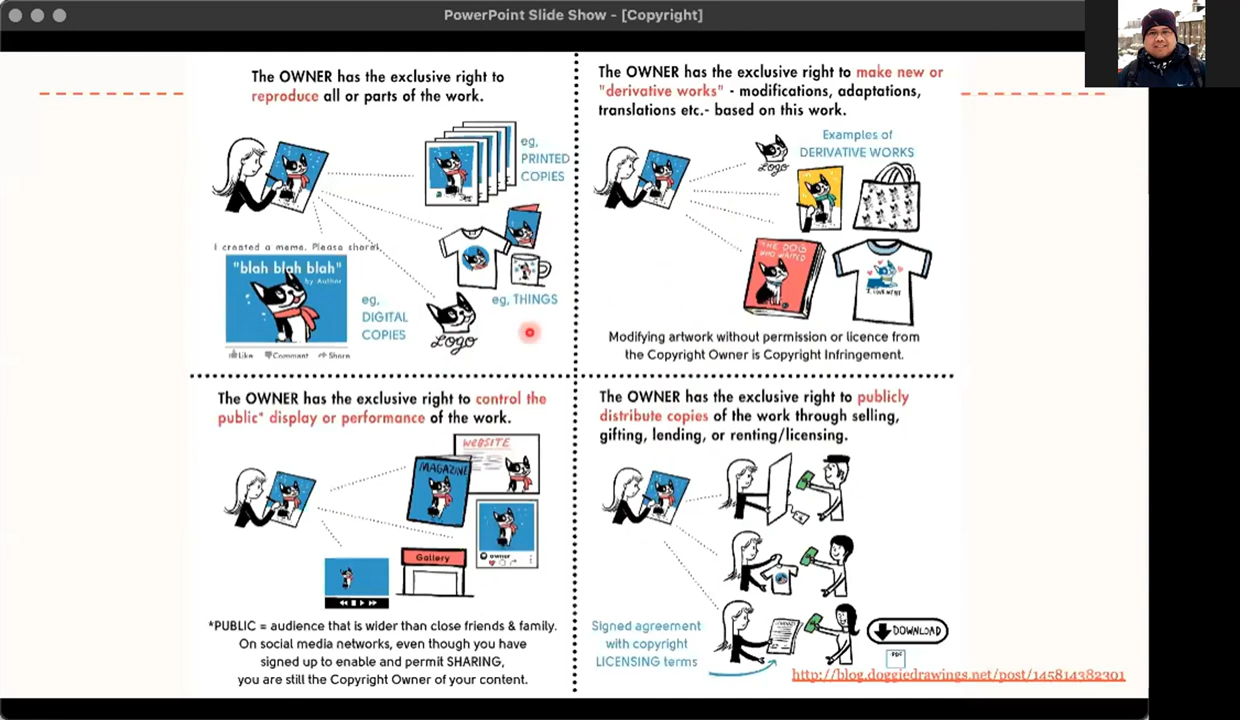 PowerPoint Slide Show - [Copyright]
The OWNER has the exclusive right to
reproduce all or parts of the work.
eg,
PRINTED
COPIES
I created a meme. Please share!
"blah blah blah"
by Author
Like Comment Share
eg,
DIGITAL
COPIES
eg, THINGS
Logo
The OWNER has the exclusive right to make new or
"derivative works" - modifications, adaptations,
translations etc.- based on this work.
Examples of
DERIVATIVE WORKS
Logo
THE DOG
WHO WAITED
Modifying artwork without permission or licence from
the Copyright Owner is Copyright Infringement.
The OWNER has the exclusive right to control the
public* display or performance of the work.
WEBSITE
MAGAZINE
owner
Gallery
*PUBLIC = audience that is wider than close friends & family.
On social media networks, even though you have
signed up to enable and permit SHARING,
you are still the Copyright Owner of your content.
The OWNER has the exclusive right to publicly
distribute copies of the work through selling,
gifting, lending, or renting/licensing.
Signed agreement
with copyright
LICENSING terms
DOWNLOAD
PDF
http://blog.doggiedrawings.net/post/145814382301